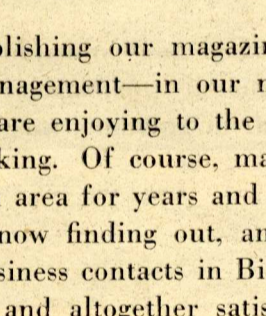 lishing our magazin
nagement—in our
are enjoying to the
king. Of course, ma
area for years and
now finding out, an
siness contacts in Bi
and altogether satis